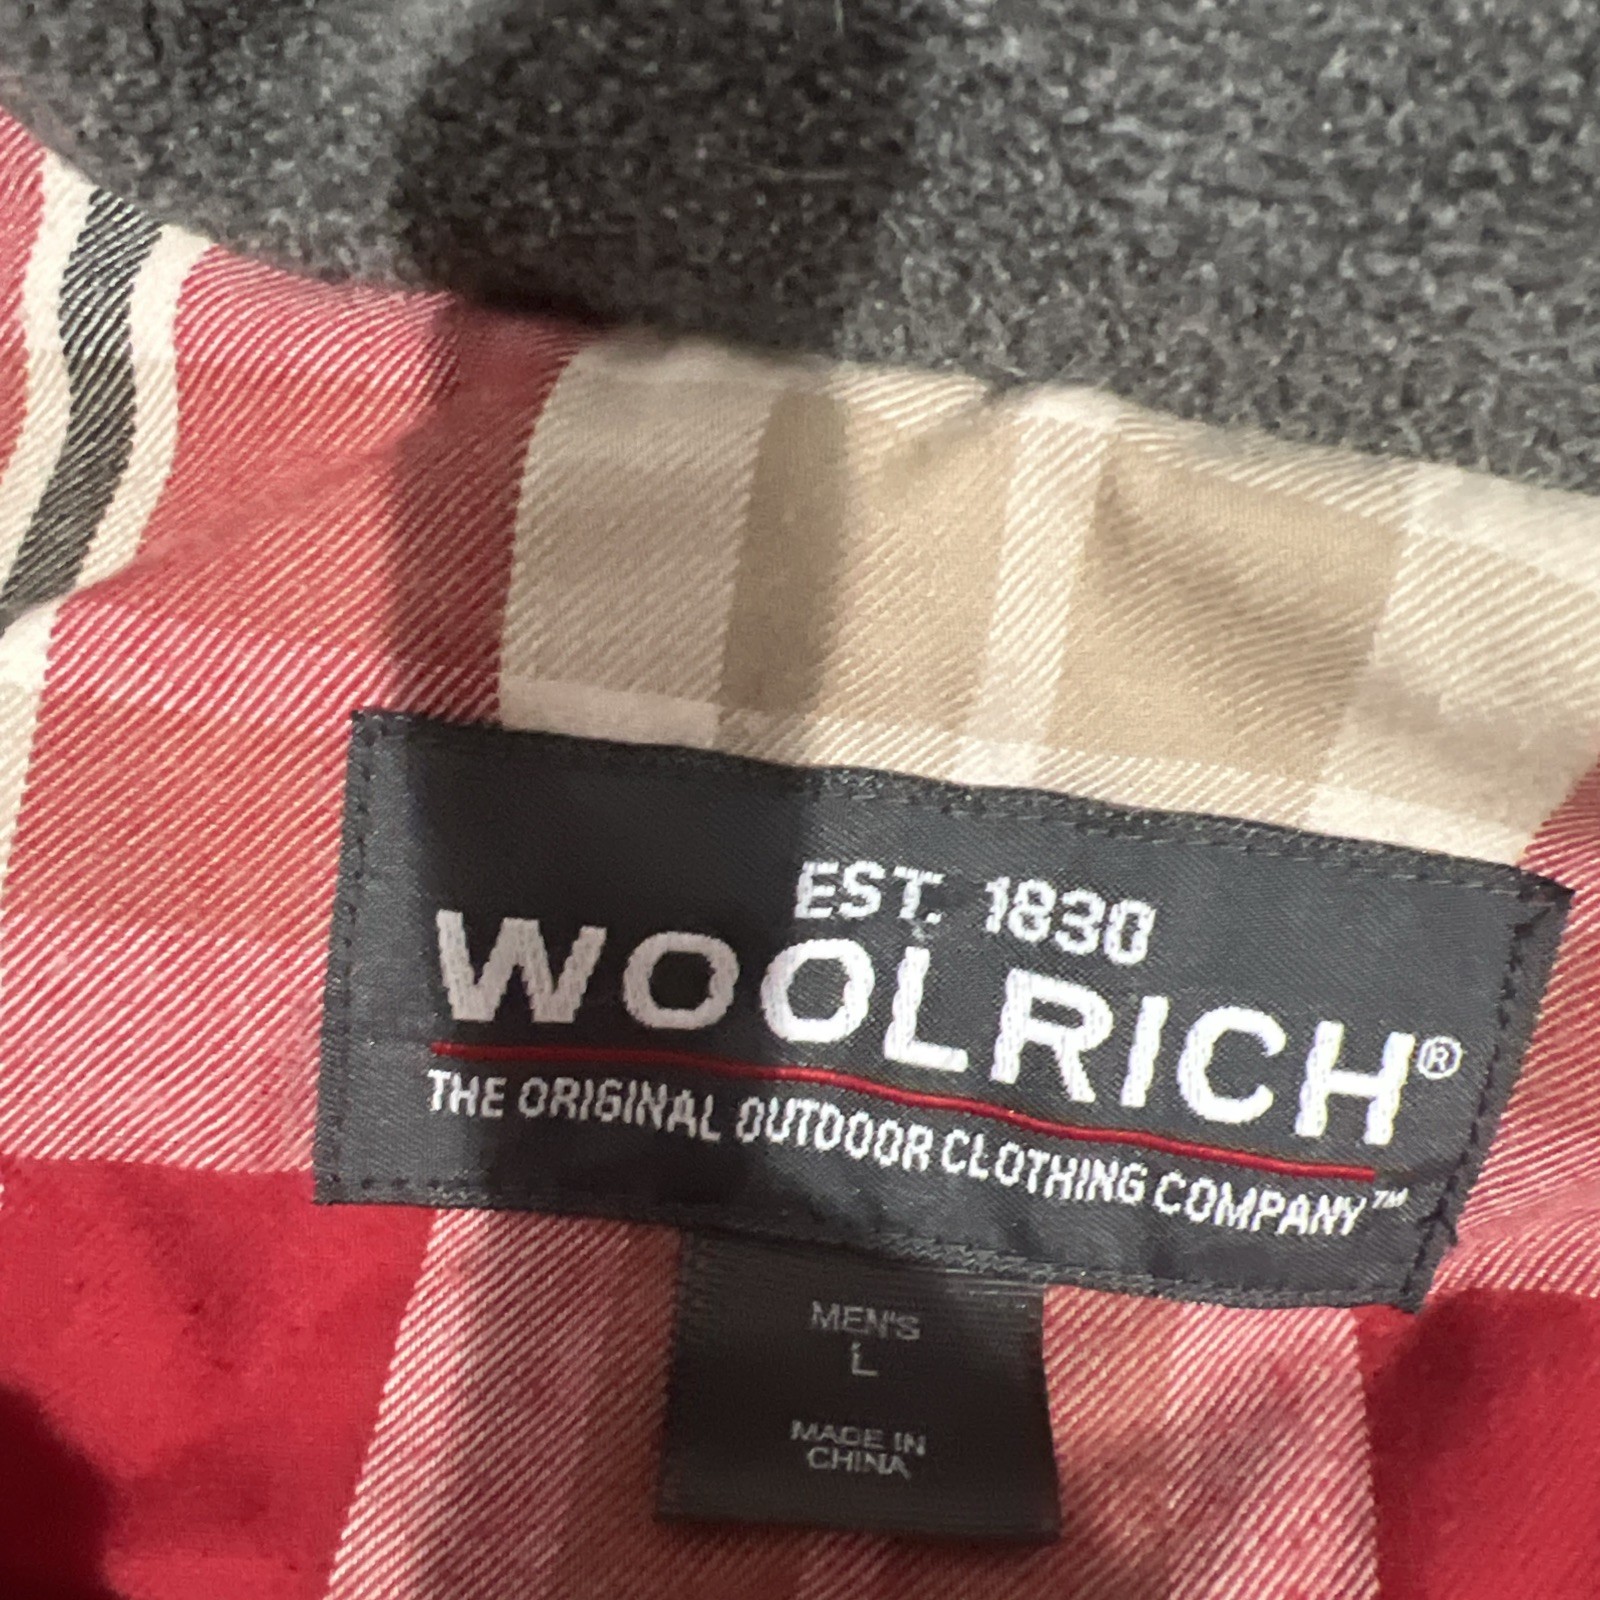 EST. 1830
WOOLRICH®
THE ORIGINAL OUTDOOR CLOTHING COMPANY™
MEN'S
L
MADE IN
CHINA